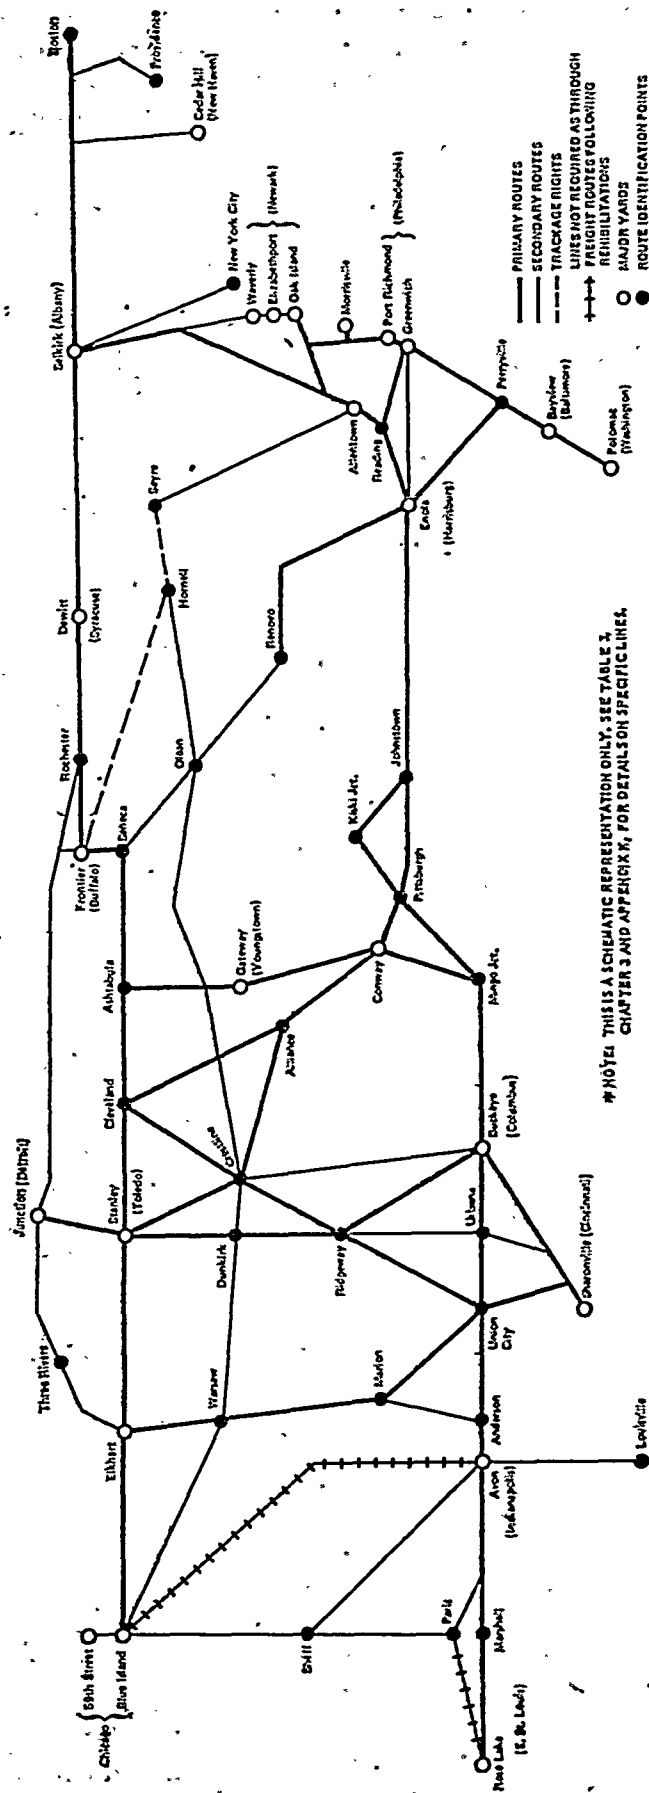 Boston
Providence
Cedar Hill
(New Haven)
Selkirk (Albany)
New York City
Waverly
Elizabethport
Oak Island
(Newark)
Morrisville
Port Richmond
Greenwich
(Philadelphia)
Allentown
Reading
Perryville
Bayview
(Baltimore)
Potomac
(Washington)
Enola
(Harrisburg)
Sayre
Hornell
Dewitt
(Syracuse)
Renovo
Rochester
Olean
Johnstown
Kiski Jct.
Frontier
(Buffalo)
Seneca
Pittsburgh
Ashtabula
Gateway
(Youngstown)
Conway
Mingo Jct.
Alliance
Cleveland
Crestline
Buckeye
(Columbus)
Junction (Detroit)
Stanley
(Toledo)
Dunkirk
Ridgeway
Urbana
Sharonville (Cincinnati)
Union
City
Three Rivers
Elkhart
Warsaw
Marion
Anderson
Avon
(Indianapolis)
Louisville
59th Street
Blue Island
Chicago
Paris
Marshall
Rose Lake
(E. St. Louis)
PRIMARY ROUTES
SECONDARY ROUTES
TRACKAGE RIGHTS
LINES NOT REQUIRED AS THROUGH
FREIGHT ROUTES FOLLOWING
REHIBILITATIONS
MAJOR YARDS
ROUTE IDENTIFICATION POINTS
*NOTE: THIS IS A SCHEMATIC REPRESENTATION ONLY. SEE TABLE 3,
CHAPTER 3 AND APPENDIX K, FOR DETAILS ON SPECIFIC LINES.